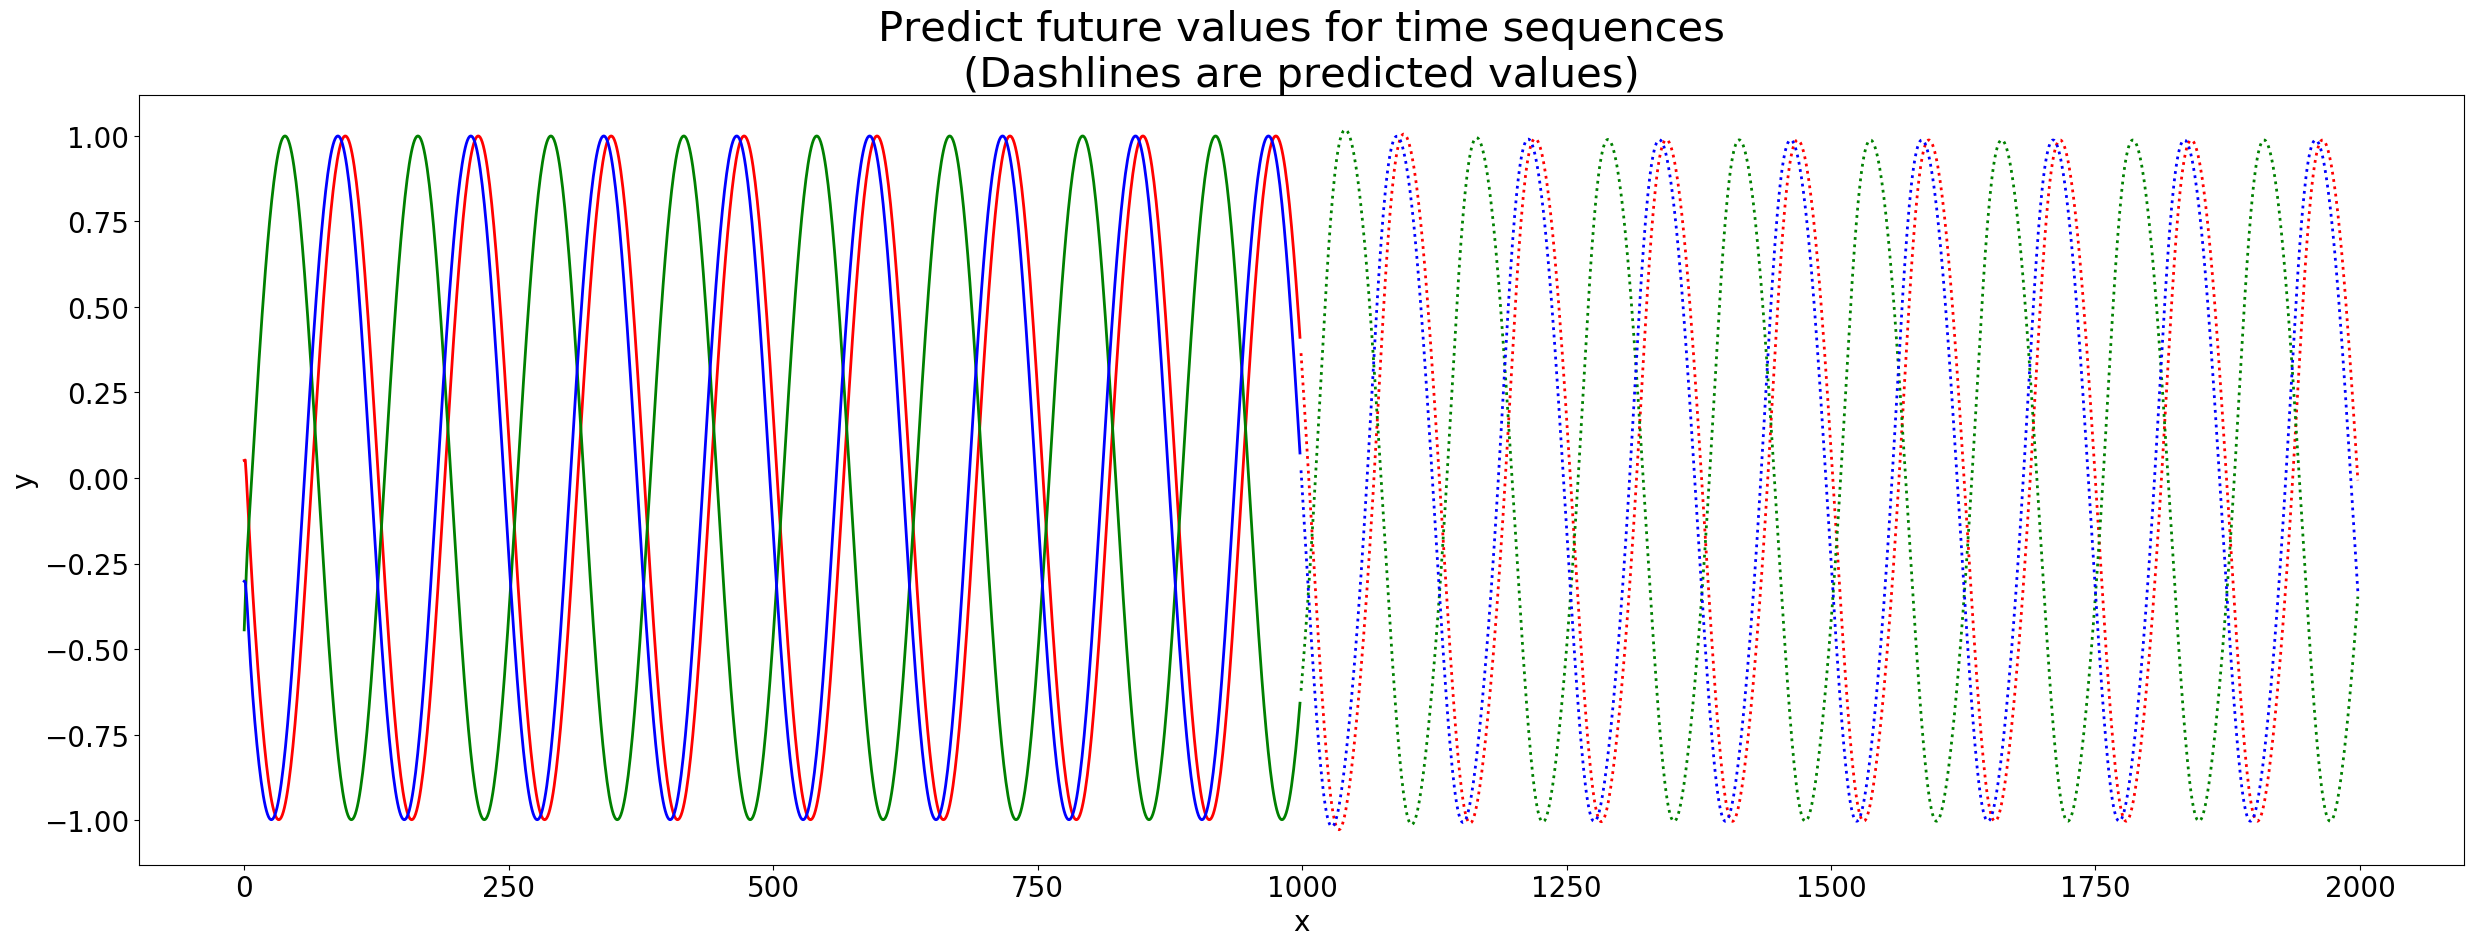 Predict future values for time sequences
(Dashlines are predicted values)
1.00
0.75
0.50
0.25
0.00
−0.25
−0.50
−0.75
−1.00
y
0 250 500 750 1000 1250 1500 1750 2000
x